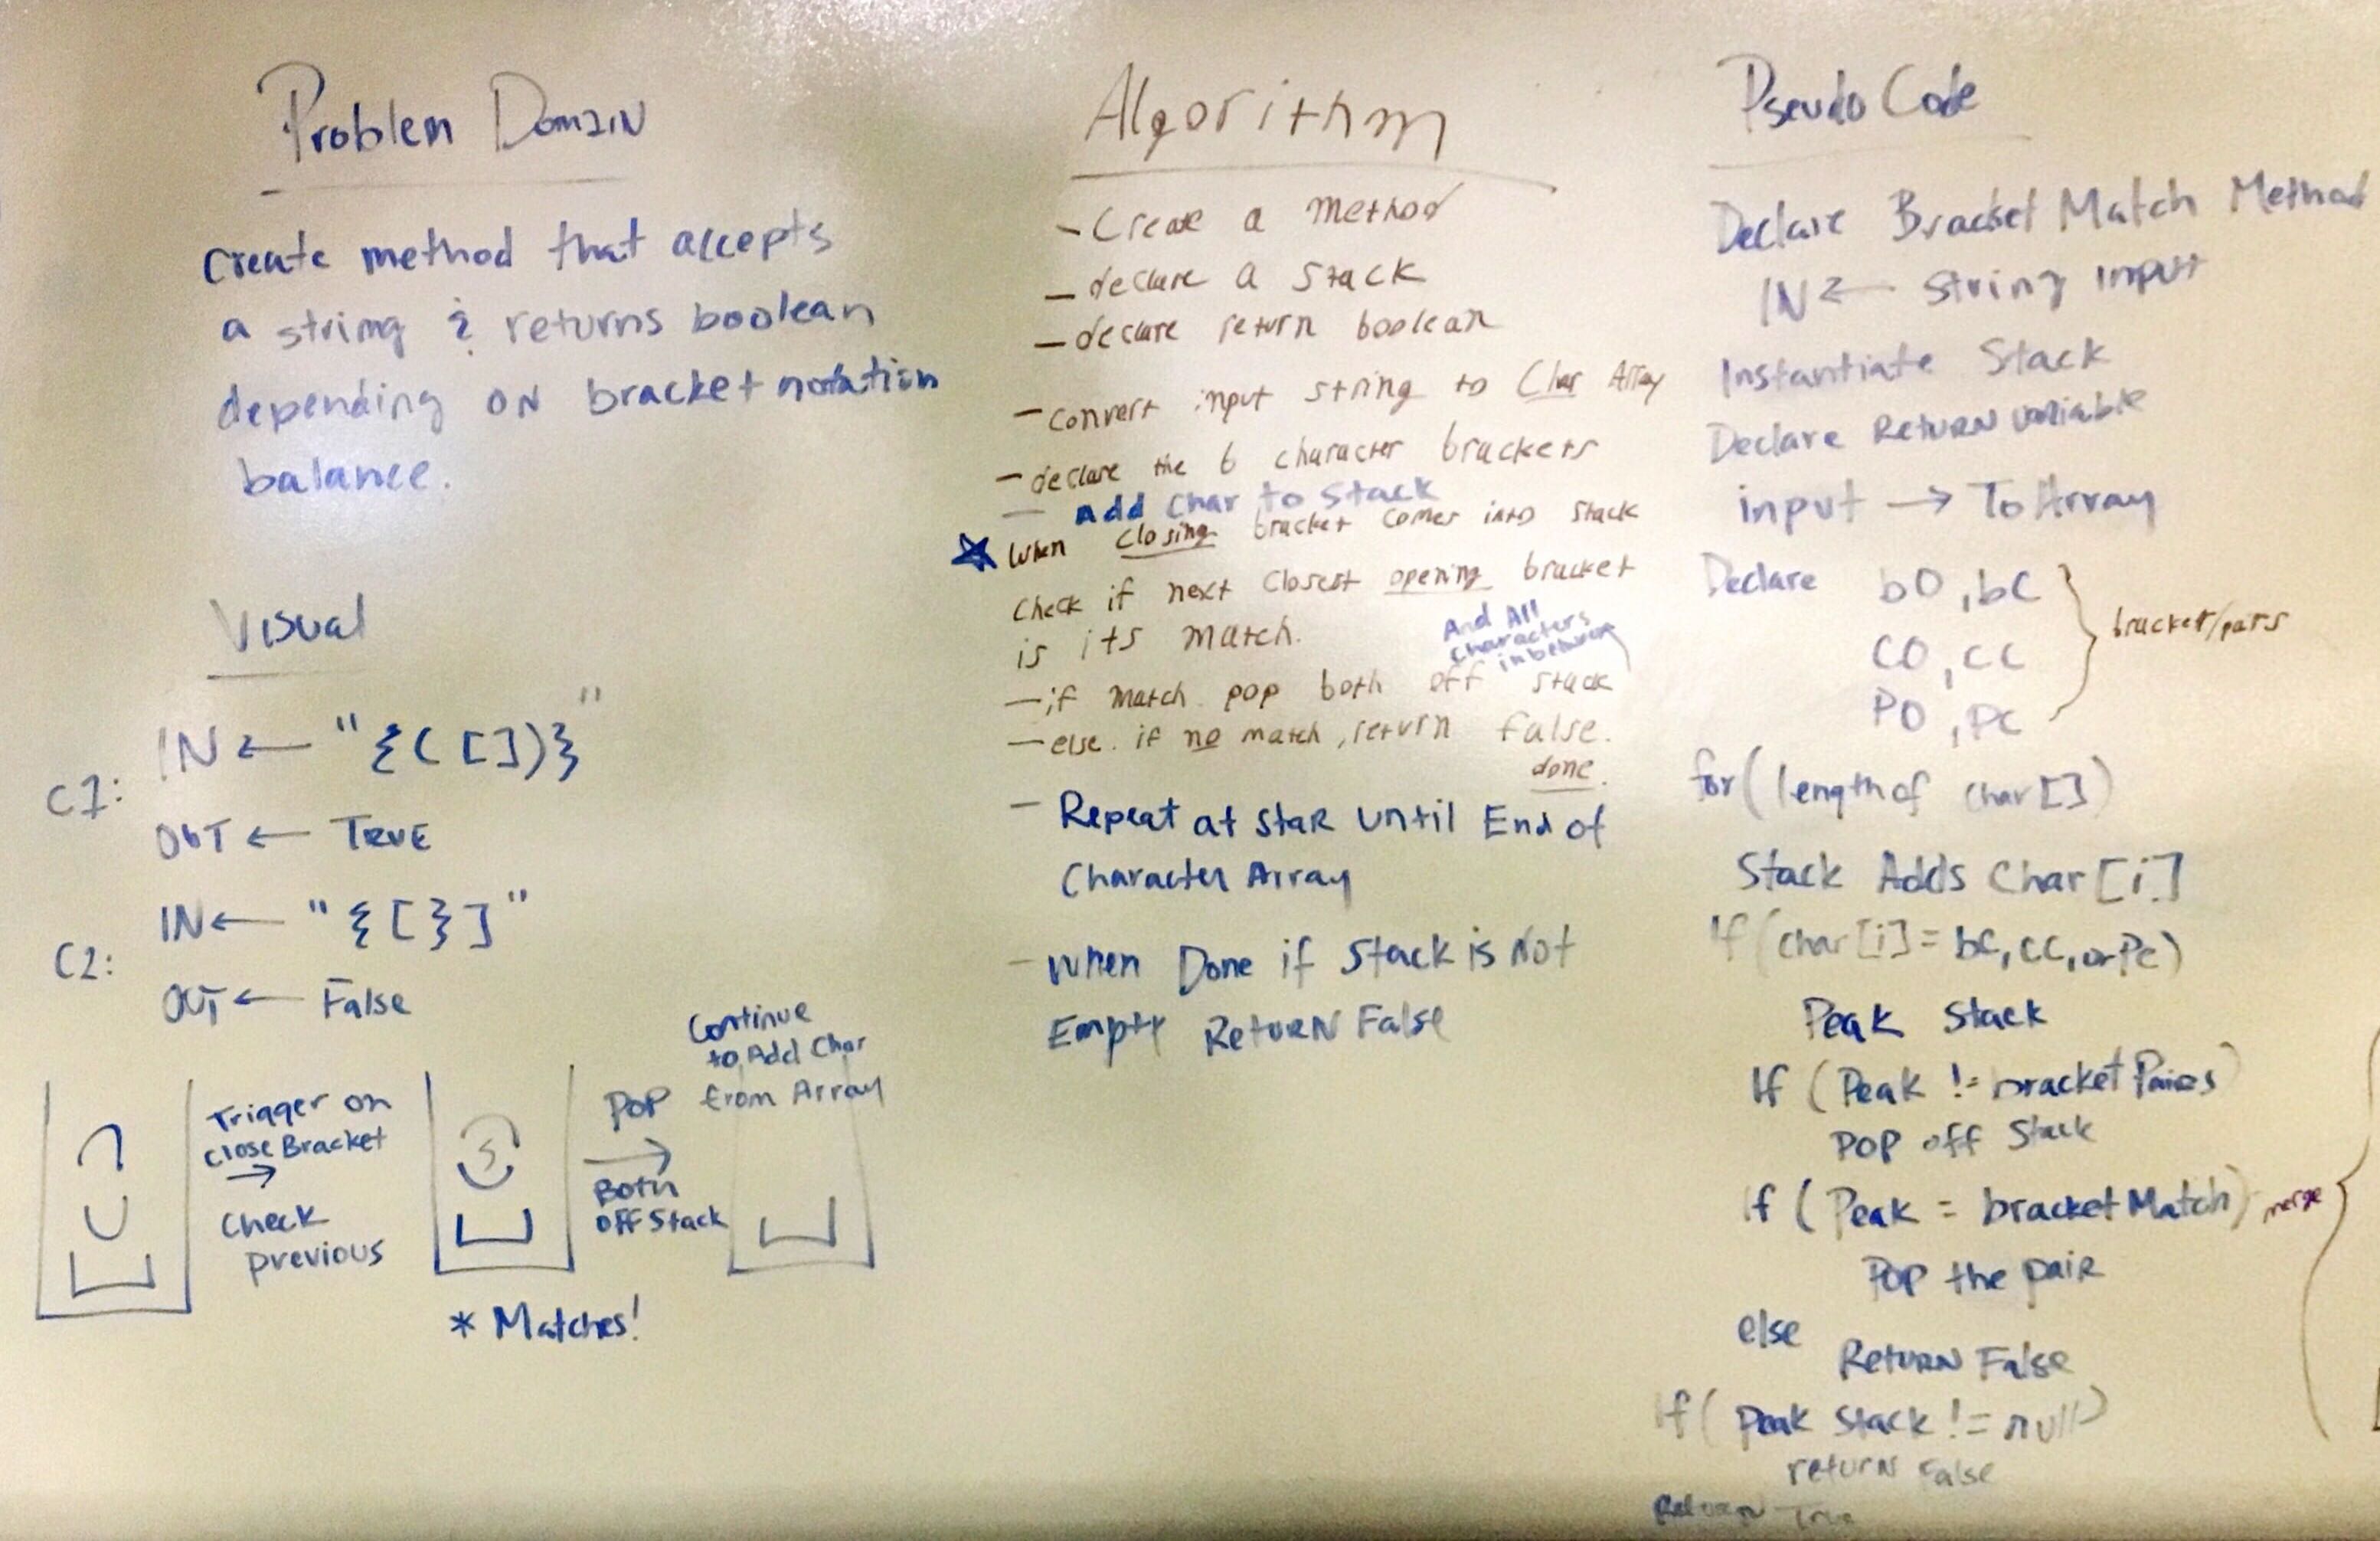 Problem Domain
create method that accepts
a string & returns boolean
depending on bracket notation
balance.
Visual
C1:
IN ← "{([])}"
OUT ← True
C2:
IN ← "{[}]"
OUT ← False
Trigger on
close Bracket
→
Check
previous
* Matches!
POP
→
Both
off Stack
Continue
to Add Char
from Array
Algorithm
- Create a method
- declare a stack
- declare return boolean
- convert input string to Char Array
- declare the 6 character brackets
- Add Char to Stack
★ When closing bracket comes into stack
Check if next closest opening bracket
is its match.
And All
characters
inbetween
- if match pop both off stack
- else. if no match, return false.
done.
- Repeat at star until End of
Character Array
- when Done if Stack is Not
Empty Return False
Pseudo Code
Declare Bracket Match Method
IN ← string input
Instantiate Stack
Declare Return variable
input → To Array
Declare bO, bC
CO, CC
PO, PC
} bracket/pairs
for (length of char[])
Stack Adds Char[i]
If (char[i] = bC, CC, or PC)
Peak Stack
If (Peak != bracket Paires)
POP off Stack
If (Peak = bracket Match)
merge
Pop the pair
else
Return False
If (Peak Stack != null)
return False
Return True